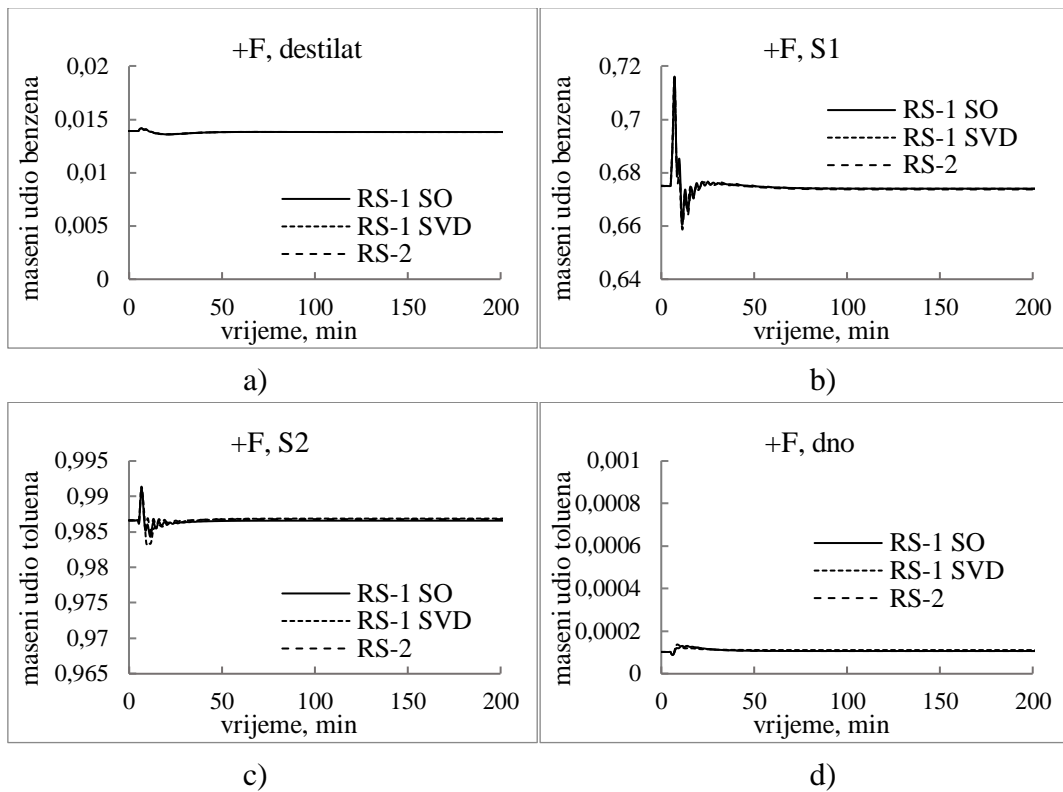 +F, destilat
maseni udio benzena
0,02
0,015
0,01
0,005
0
RS-1 SO
RS-1 SVD
RS-2
0 50 100 150 200
vrijeme, min
a)
+F, S1
maseni udio benzena
0,72
0,7
0,68
0,66
0,64
RS-1 SO
RS-1 SVD
RS-2
0 50 100 150 200
vrijeme, min
b)
+F, S2
maseni udio toluena
0,995
0,99
0,985
0,98
0,975
0,97
0,965
RS-1 SO
RS-1 SVD
RS-2
0 50 100 150 200
vrijeme, min
c)
+F, dno
maseni udio toluena
0,001
0,0008
0,0006
0,0004
0,0002
0
RS-1 SO
RS-1 SVD
RS-2
0 50 100 150 200
vrijeme, min
d)